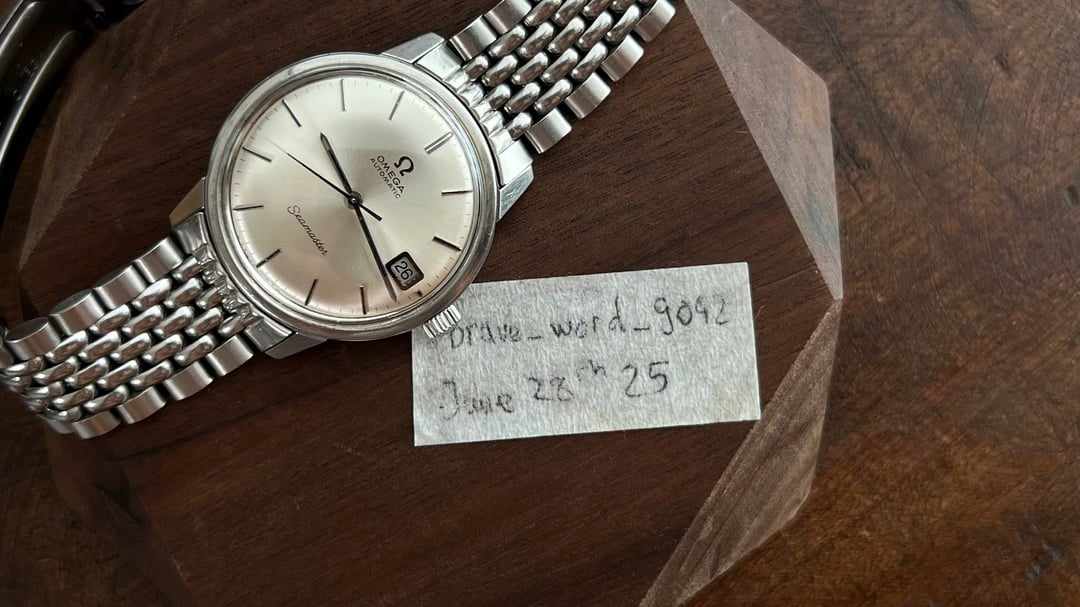 Ω
OMEGA
AUTOMATIC
Seamaster
26
brave_word_9042
June 28th 25